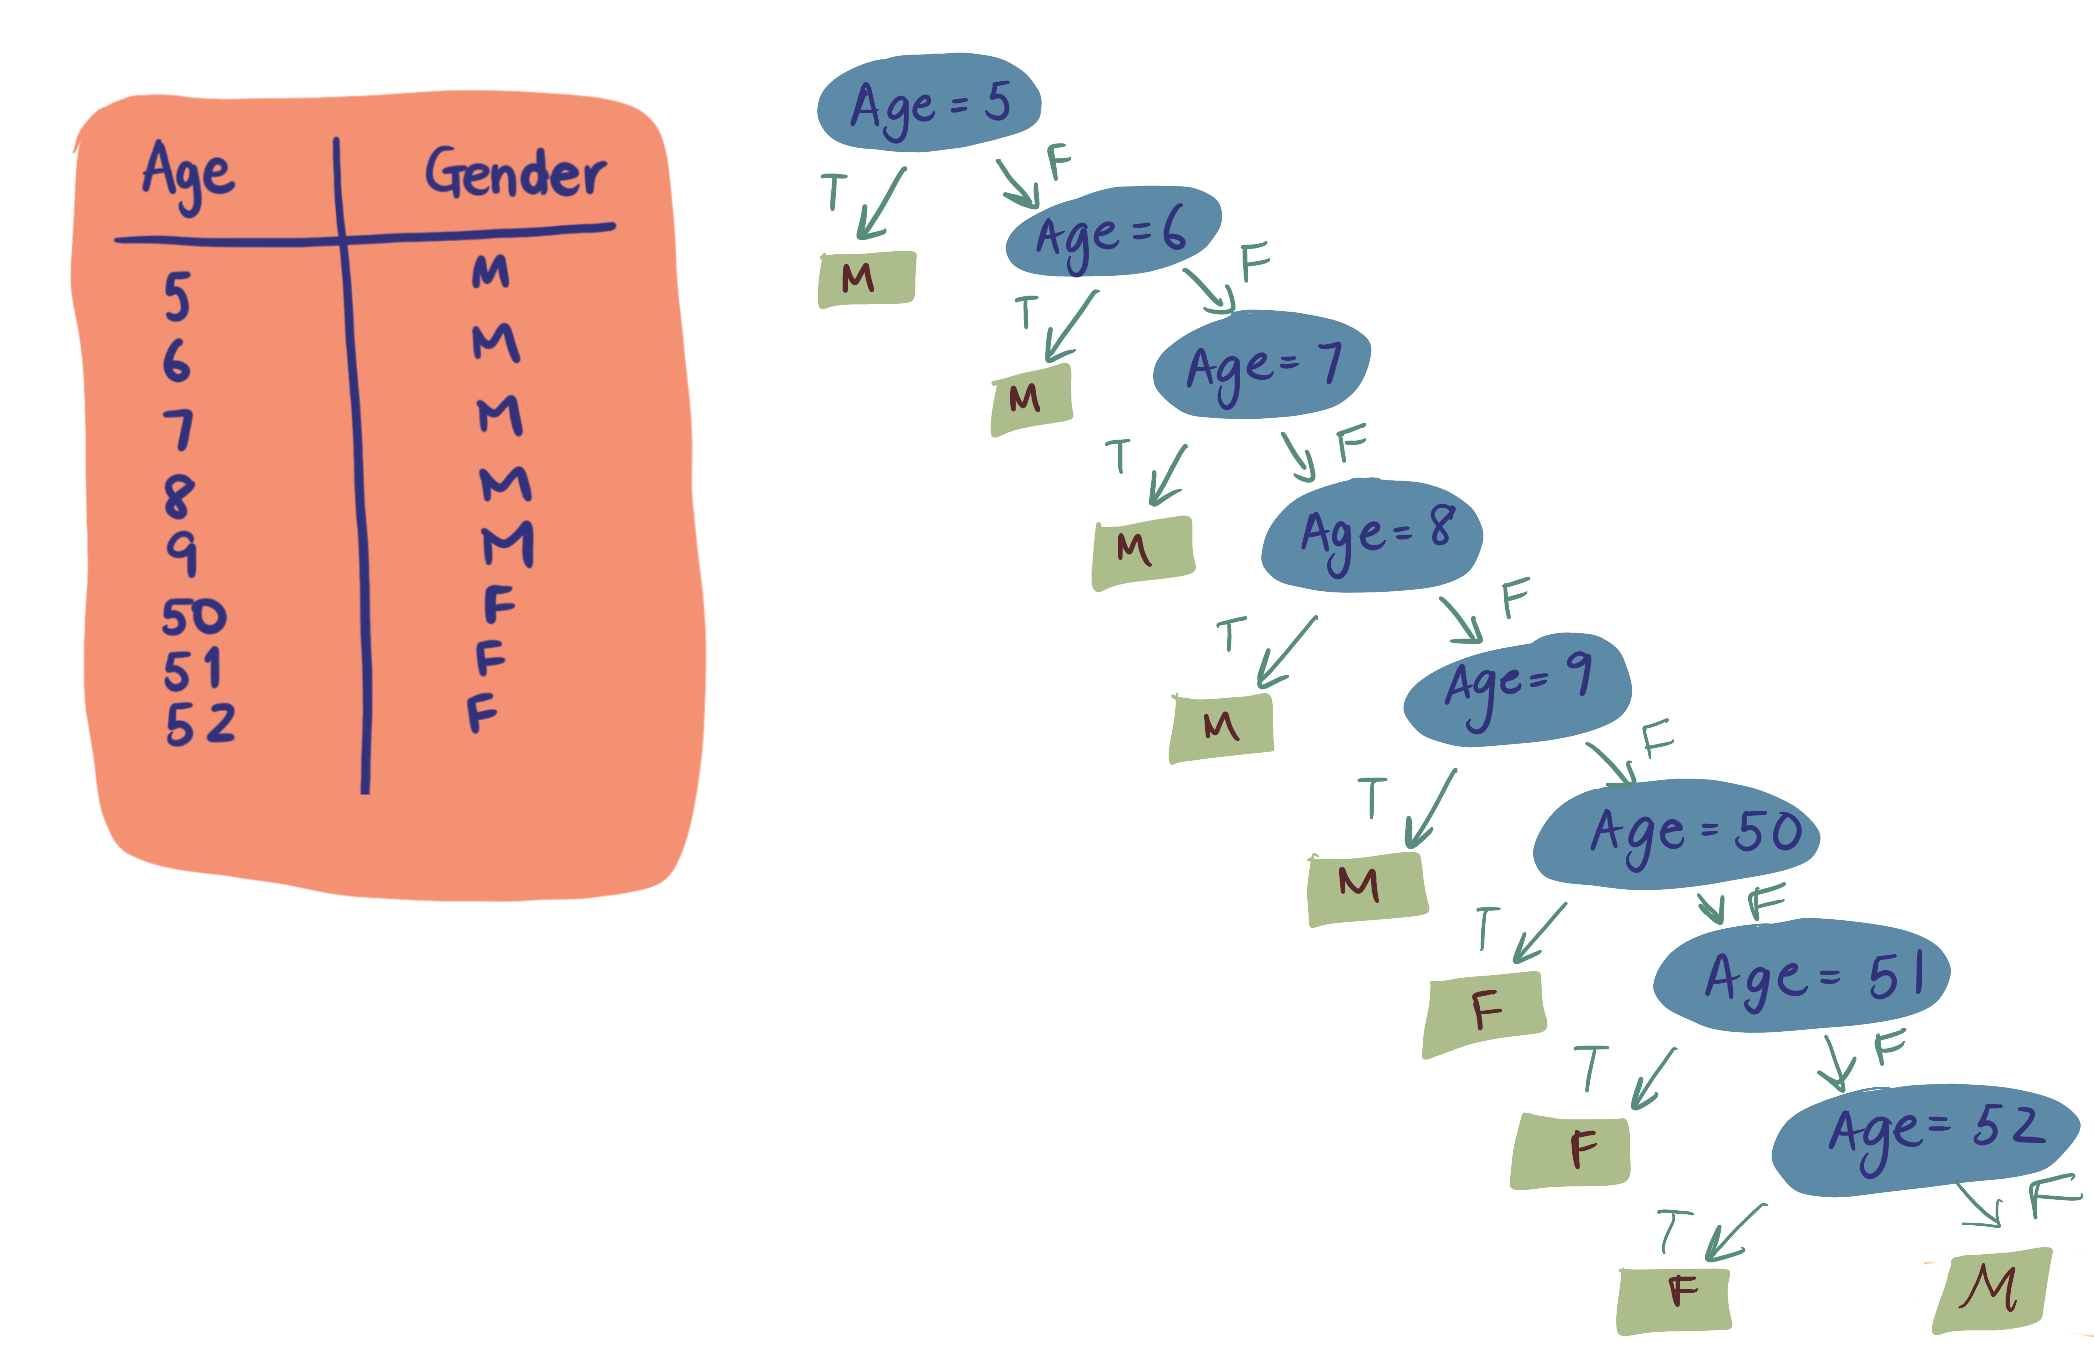 Age Gender
5 M
6 M
7 M
8 M
9 M
50 F
51 F
52 F
Age = 5
T F
M
Age = 6
T F
M
Age = 7
T F
M
Age = 8
T F
M
Age = 9
T F
M
Age = 50
T F
F
Age = 51
T F
F
Age = 52
T F
F M